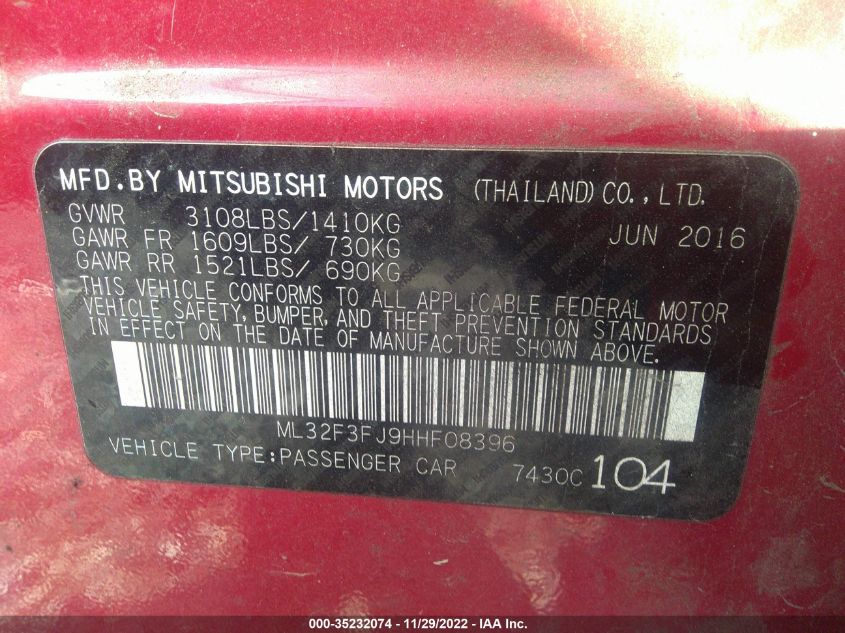 MFD.BY MITSUBISHI MOTORS (THAILAND) CO., LTD.
GVWR 3108LBS/1410KG JUN 2016
GAWR FR 1609LBS/ 730KG
GAWR RR 1521LBS/ 690KG
THIS VEHICLE CONFORMS TO ALL APPLICABLE FEDERAL MOTOR
VEHICLE SAFETY, BUMPER, AND THEFT PREVENTION STANDARDS
IN EFFECT ON THE DATE OF MANUFACTURE SHOWN ABOVE.
ML32F3FJ9HHF08396
VEHICLE TYPE:PASSENGER CAR 7430C 104
000-35232074 - 11/29/2022 - IAA Inc.